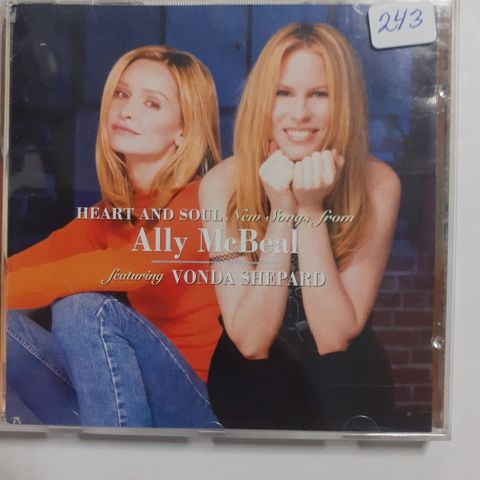 243
HEART AND SOUL New Songs from
Ally McBeal
featuring VONDA SHEPARD